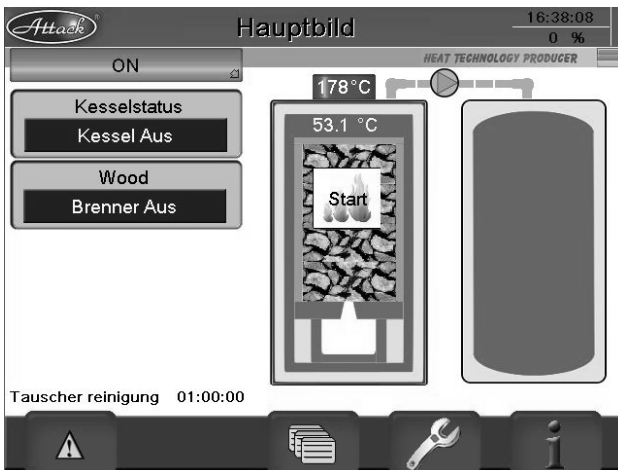 Attack
Hauptbild
16:38:08
0 %
HEAT TECHNOLOGY PRODUCER
ON
178°C
Kesselstatus
Kessel Aus
53.1 °C
Wood
Brenner Aus
Start
Tauscher reinigung 01:00:00